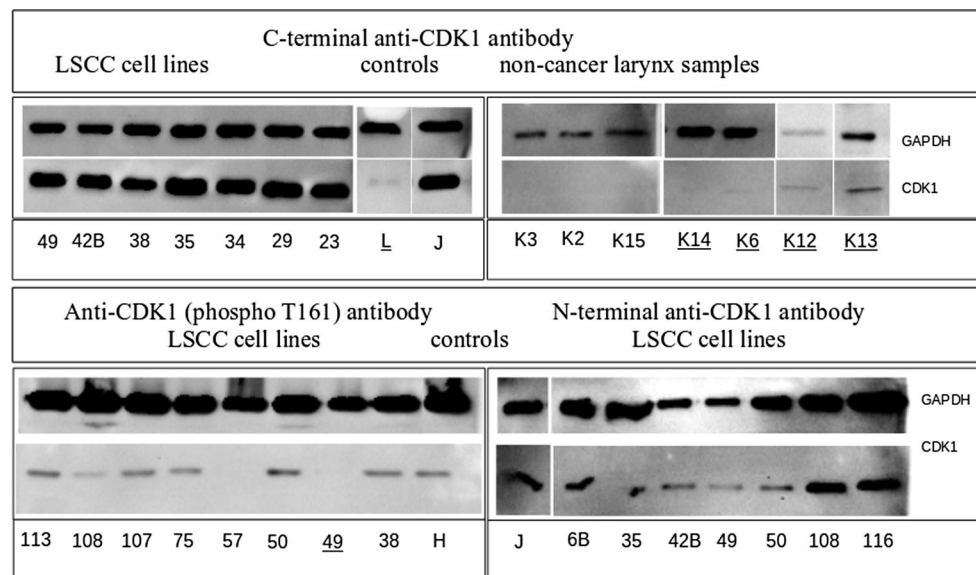 C-terminal anti-CDK1 antibody
LSCC cell lines controls non-cancer larynx samples
GAPDH
CDK1
49 42B 38 35 34 29 23 L J K3 K2 K15 K14 K6 K12 K13
Anti-CDK1 (phospho T161) antibody N-terminal anti-CDK1 antibody
LSCC cell lines controls LSCC cell lines
GAPDH
CDK1
113 108 107 75 57 50 49 38 H J 6B 35 42B 49 50 108 116